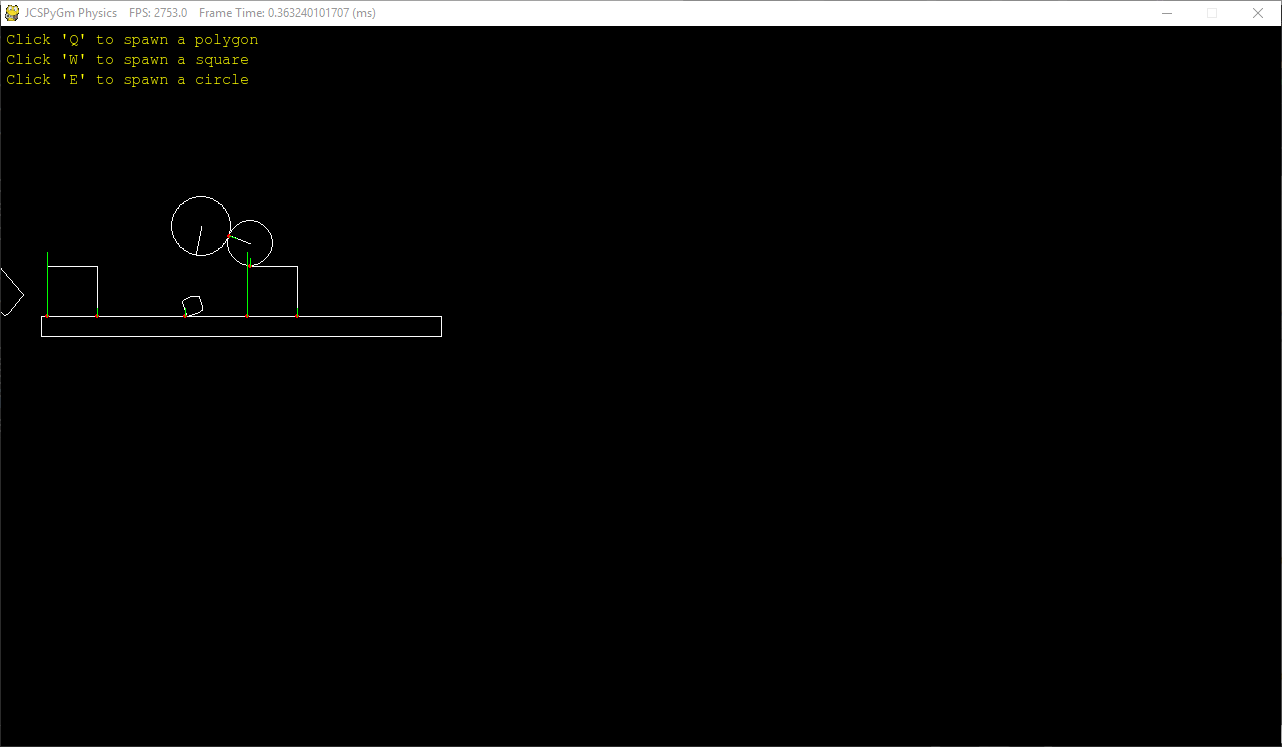 JCSPyGm Physics    FPS: 2753.0    Frame Time: 0.363240101707 (ms)
Click 'Q' to spawn a polygon
Click 'W' to spawn a square
Click 'E' to spawn a circle